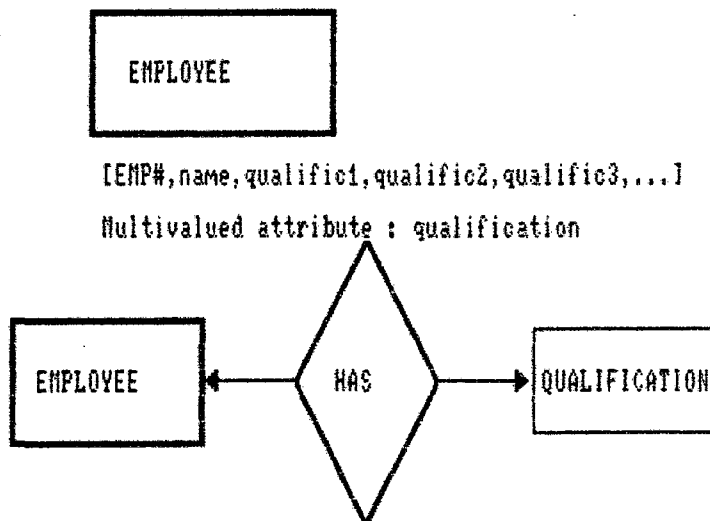 EMPLOYEE
[EMP#,name,qualific1,qualific2,qualific3,...]
Multivalued attribute : qualification
EMPLOYEE
HAS
QUALIFICATION